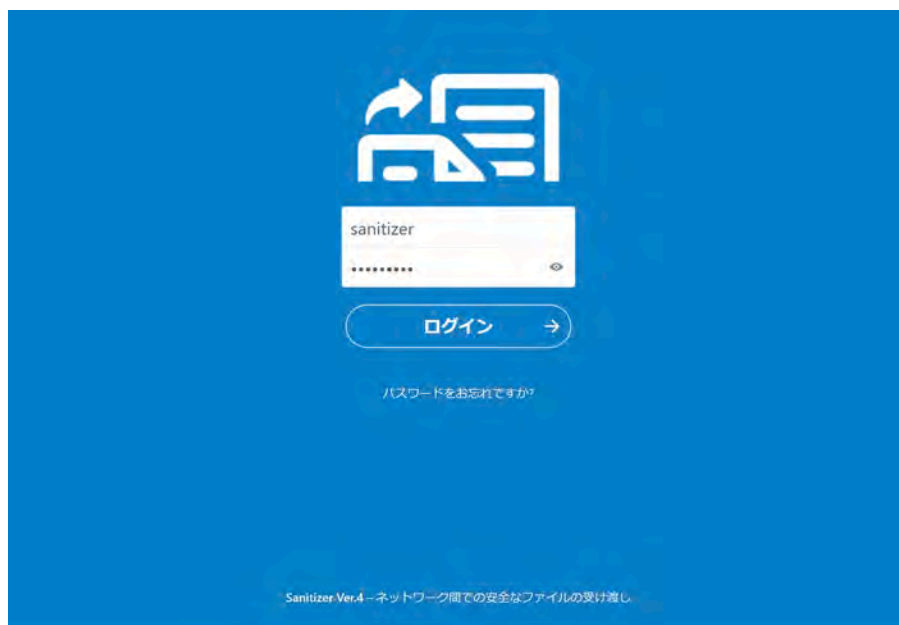 sanitizer
•••••••••
ログイン →
パスワードをお忘れですか?
Sanitizer Ver.4 – ネットワーク間での安全なファイルの受け渡し